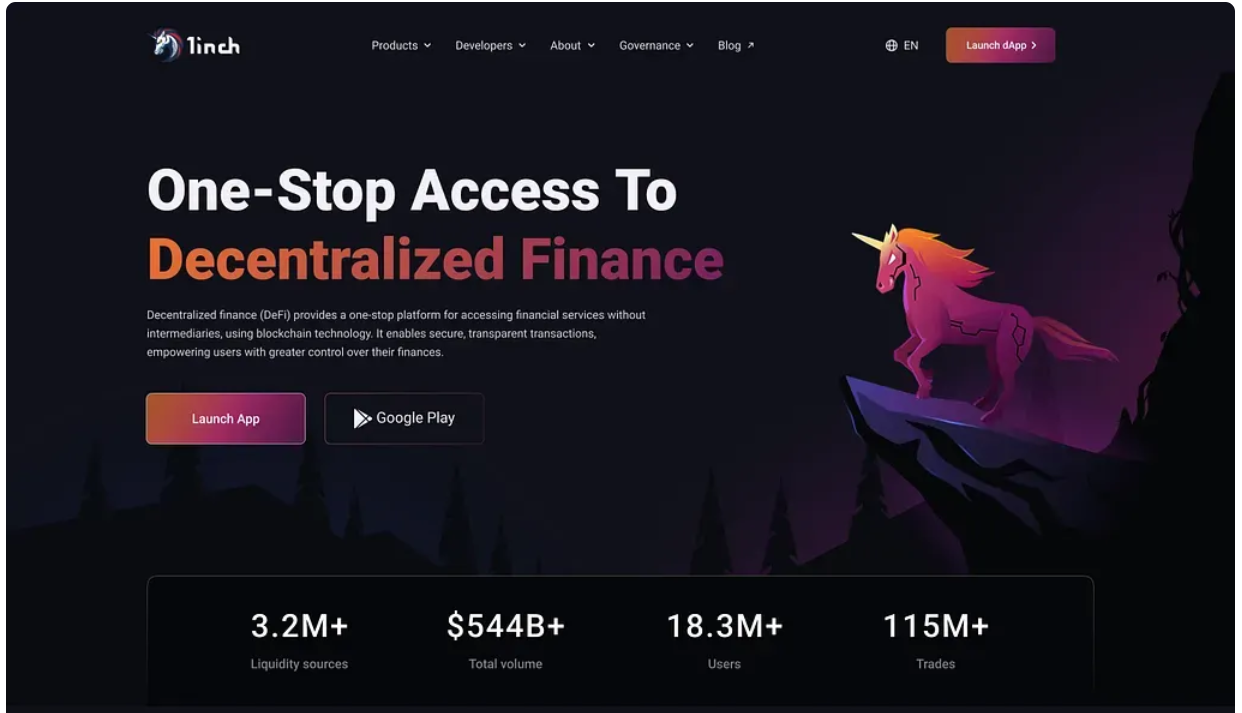 1inch
Products
Developers
About
Governance
Blog
EN
Launch dApp
One-Stop Access To
Decentralized Finance
Decentralized finance (DeFi) provides a one-stop platform for accessing financial services without
intermediaries, using blockchain technology. It enables secure, transparent transactions,
empowering users with greater control over their finances.
Launch App
Google Play
3.2M+
Liquidity sources
$544B+
Total volume
18.3M+
Users
115M+
Trades